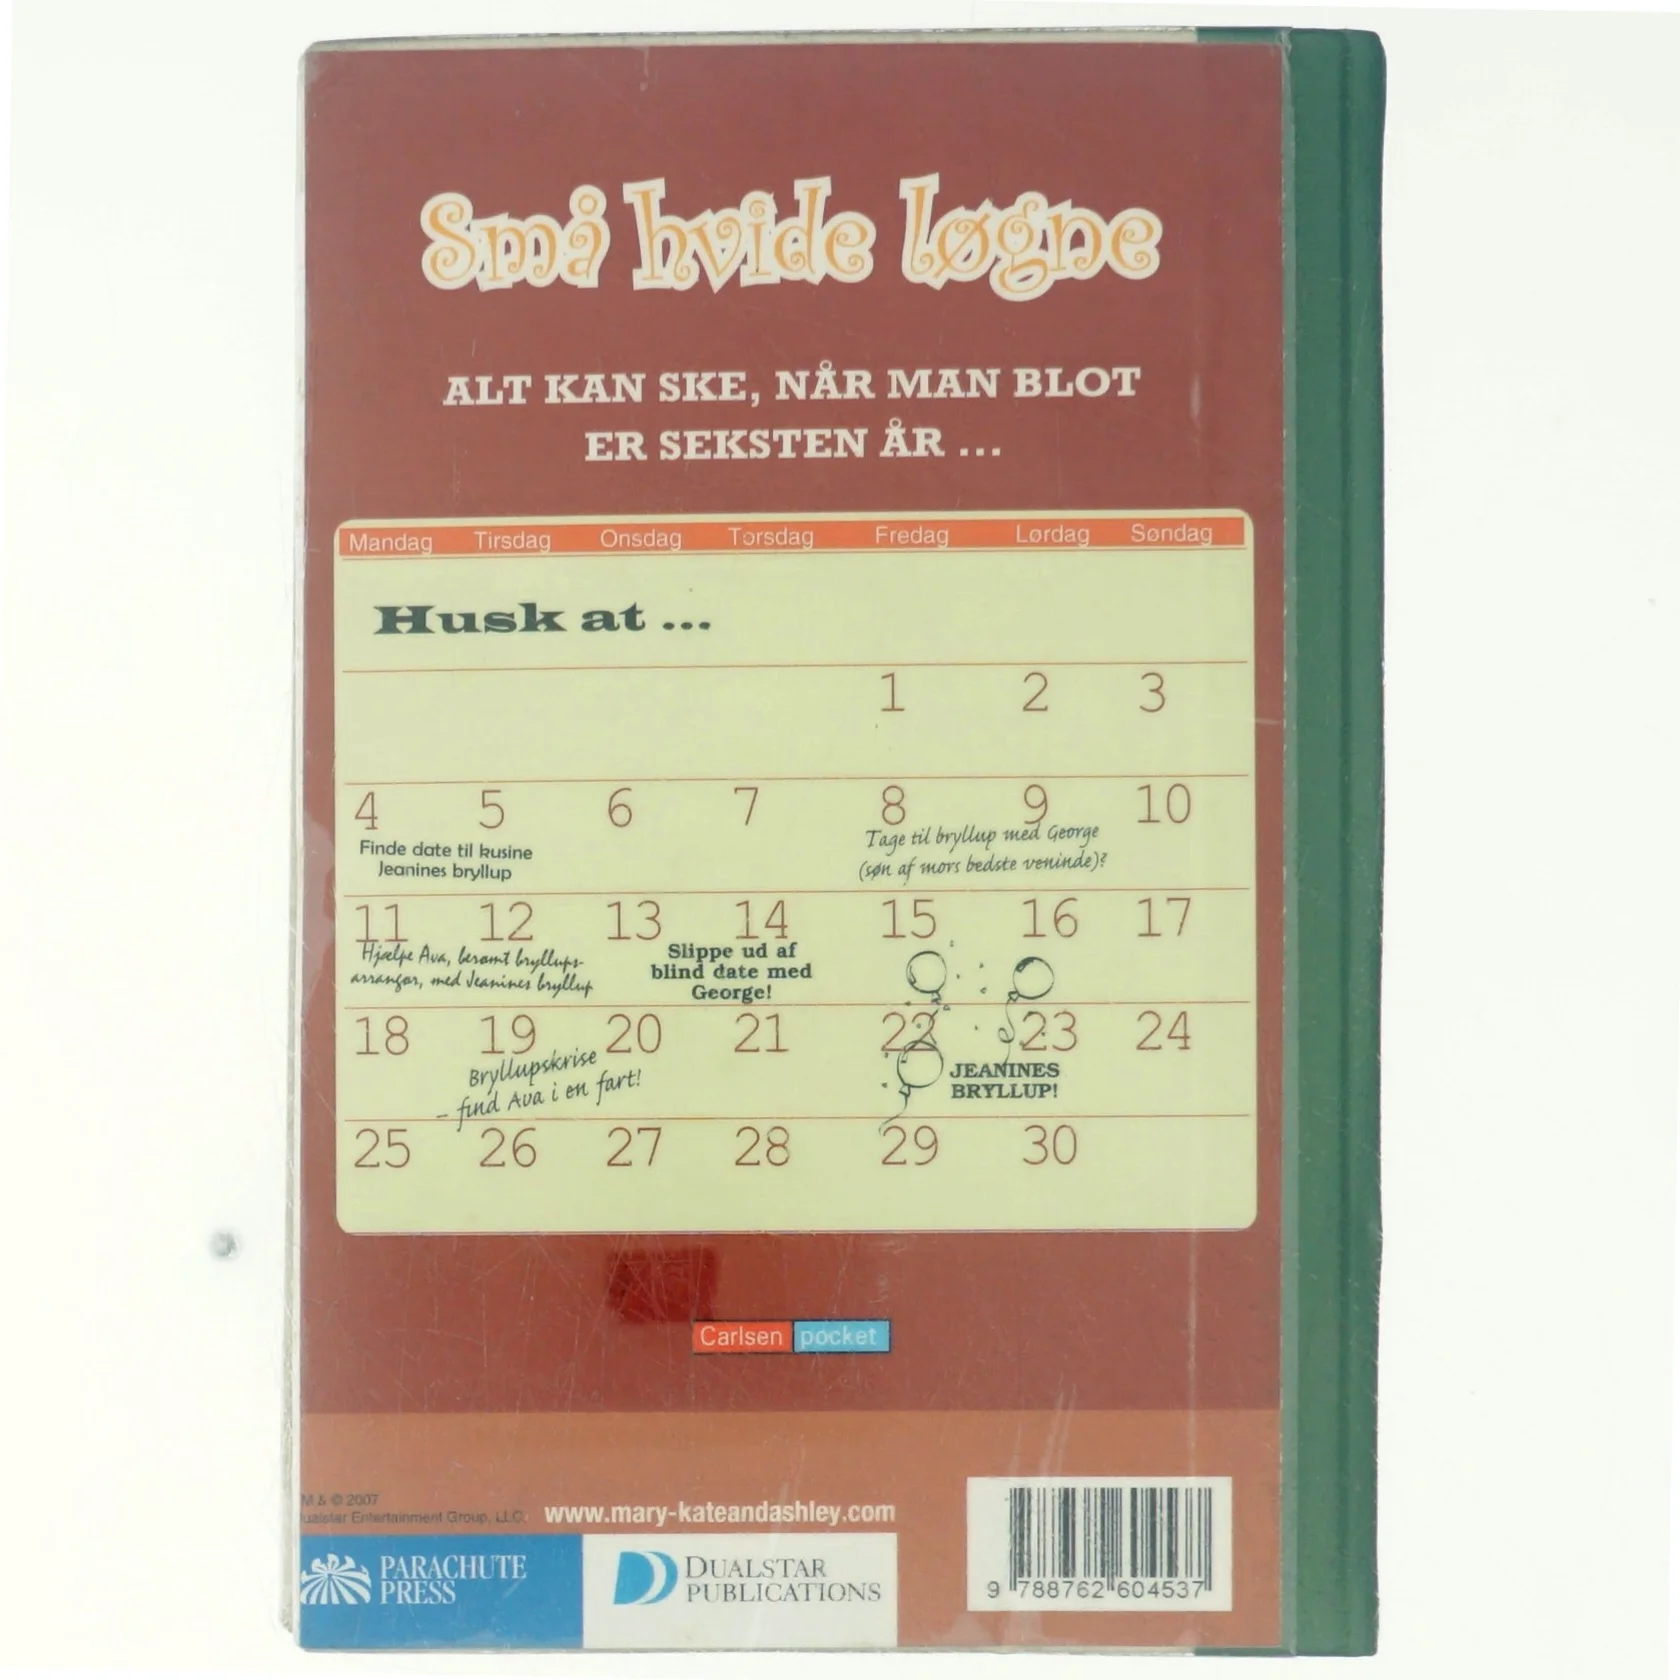 Små hvide løgne
ALT KAN SKE, NÅR MAN BLOT
ER SEKSTEN ÅR ...
Mandag Tirsdag Onsdag Torsdag Fredag Lørdag Søndag
Husk at ...
1 2 3
4 5 6 7 8 9 10
Finde date til kusine
Jeanines bryllup
Tage til bryllup med George
(søn af mors bedste veninde)?
11 12 13 14 15 16 17
Hjælpe Ava, berømt bryllups-
arrangør, med Jeanines bryllup
Slippe ud af
blind date med
George!
18 19 20 21 22 23 24
Bryllupskrise
– find Ava i en fart!
JEANINES
BRYLLUP!
25 26 27 28 29 30
Carlsen pocket
M & © 2007
ualstar Entertainment Group, LLC.
www.mary-kateandashley.com
PARACHUTE
PRESS
DUALSTAR
PUBLICATIONS
9 788762 604537